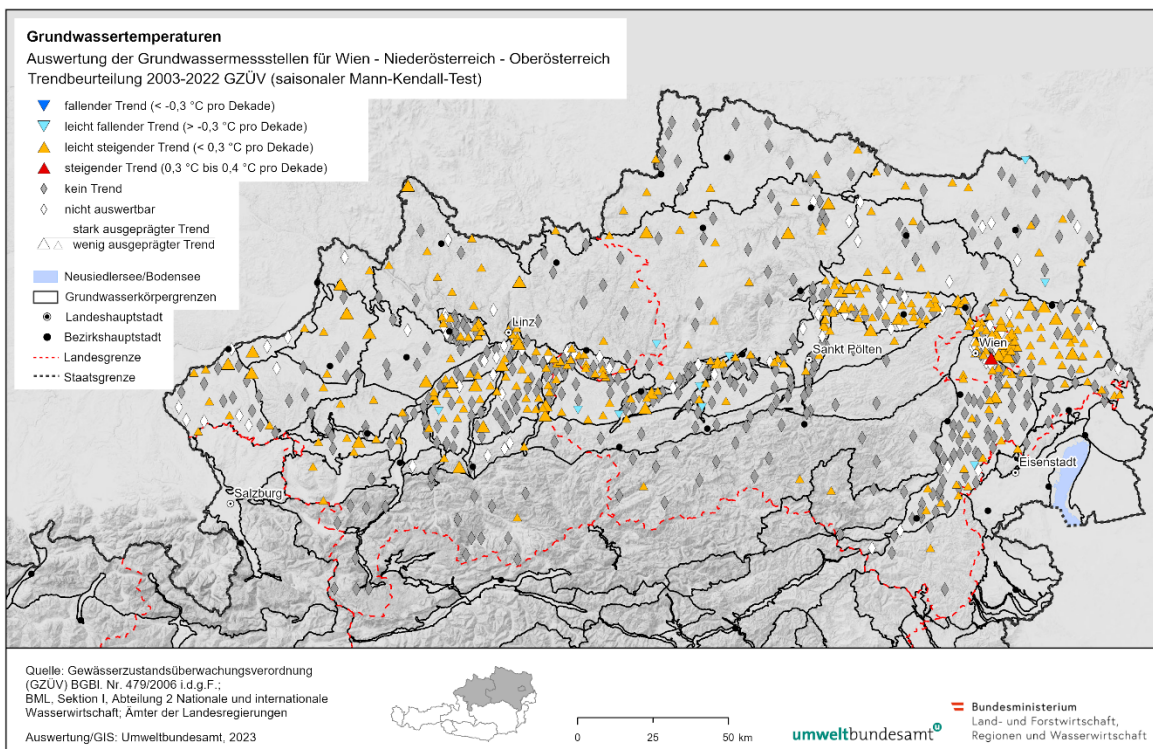 Grundwassertemperaturen
Auswertung der Grundwassermessstellen für Wien - Niederösterreich - Oberösterreich
Trendbeurteilung 2003-2022 GZÜV (saisonaler Mann-Kendall-Test)
fallender Trend (< -0,3 °C pro Dekade)
leicht fallender Trend (> -0,3 °C pro Dekade)
leicht steigender Trend (< 0,3 °C pro Dekade)
steigender Trend (0,3 °C bis 0,4 °C pro Dekade)
kein Trend
nicht auswertbar
stark ausgeprägter Trend
wenig ausgeprägter Trend
Neusiedlersee/Bodensee
Grundwasserkörpergrenzen
Landeshauptstadt
Bezirkshauptstadt
Landesgrenze
Staatsgrenze
Linz
Sankt Pölten
Wien
Eisenstadt
Salzburg
Quelle: Gewässerzustandsüberwachungsverordnung
(GZÜV) BGBl. Nr. 479/2006 i.d.g.F.;
BML, Sektion I, Abteilung 2 Nationale und internationale
Wasserwirtschaft; Ämter der Landesregierungen
Auswertung/GIS: Umweltbundesamt, 2023
0 25 50 km
umweltbundesamt
Bundesministerium
Land- und Forstwirtschaft,
Regionen und Wasserwirtschaft